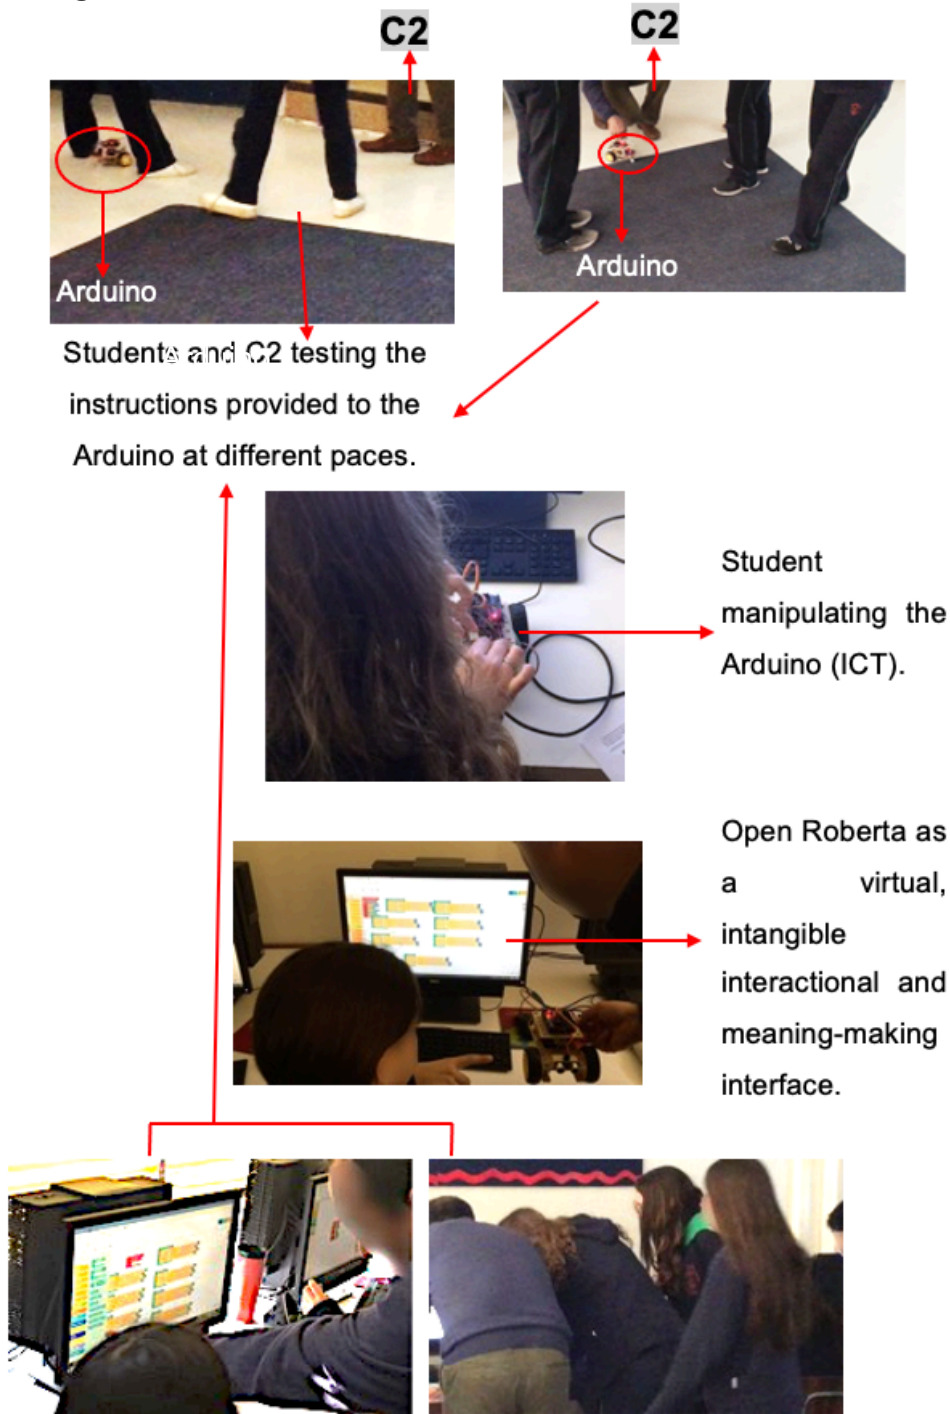 C2
C2
Arduino
Arduino
Students and C2 testing the
instructions provided to the
Arduino at different paces.
Student
manipulating the
Arduino (ICT).
Open Roberta as
a virtual,
intangible
interactional and
meaning-making
interface.